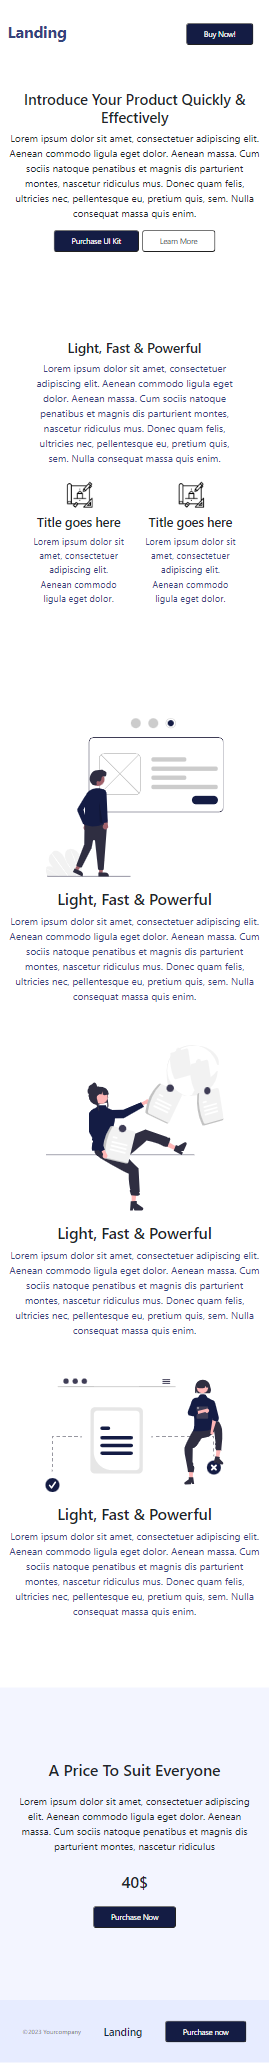 Landing
Buy Now!
Introduce Your Product Quickly &
Effectively
Lorem ipsum dolor sit amet, consectetuer adipiscing elit.
Aenean commodo ligula eget dolor. Aenean massa. Cum
sociis natoque penatibus et magnis dis parturient
montes, nascetur ridiculus mus. Donec quam felis,
ultricies nec, pellentesque eu, pretium quis, sem. Nulla
consequat massa quis enim.
Purchase UI Kit
Learn More
Light, Fast & Powerful
Lorem ipsum dolor sit amet, consectetuer
adipiscing elit. Aenean commodo ligula eget
dolor. Aenean massa. Cum sociis natoque
penatibus et magnis dis parturient montes,
nascetur ridiculus mus. Donec quam felis,
ultricies nec, pellentesque eu, pretium quis,
sem. Nulla consequat massa quis enim.
Title goes here
Lorem ipsum dolor sit
amet, consectetuer
adipiscing elit.
Aenean commodo
ligula eget dolor.
Title goes here
Lorem ipsum dolor sit
amet, consectetuer
adipiscing elit.
Aenean commodo
ligula eget dolor.
Light, Fast & Powerful
Lorem ipsum dolor sit amet, consectetuer adipiscing elit.
Aenean commodo ligula eget dolor. Aenean massa. Cum
sociis natoque penatibus et magnis dis parturient
montes, nascetur ridiculus mus. Donec quam felis,
ultricies nec, pellentesque eu, pretium quis, sem. Nulla
consequat massa quis enim.
Light, Fast & Powerful
Lorem ipsum dolor sit amet, consectetuer adipiscing elit.
Aenean commodo ligula eget dolor. Aenean massa. Cum
sociis natoque penatibus et magnis dis parturient
montes, nascetur ridiculus mus. Donec quam felis,
ultricies nec, pellentesque eu, pretium quis, sem. Nulla
consequat massa quis enim.
Light, Fast & Powerful
Lorem ipsum dolor sit amet, consectetuer adipiscing elit.
Aenean commodo ligula eget dolor. Aenean massa. Cum
sociis natoque penatibus et magnis dis parturient
montes, nascetur ridiculus mus. Donec quam felis,
ultricies nec, pellentesque eu, pretium quis, sem. Nulla
consequat massa quis enim.
A Price To Suit Everyone
Lorem ipsum dolor sit amet, consectetuer adipiscing
elit. Aenean commodo ligula eget dolor. Aenean
massa. Cum sociis natoque penatibus et magnis dis
parturient montes, nascetur ridiculus
40$
Purchase Now
©2023 Yourcompany
Landing
Purchase now